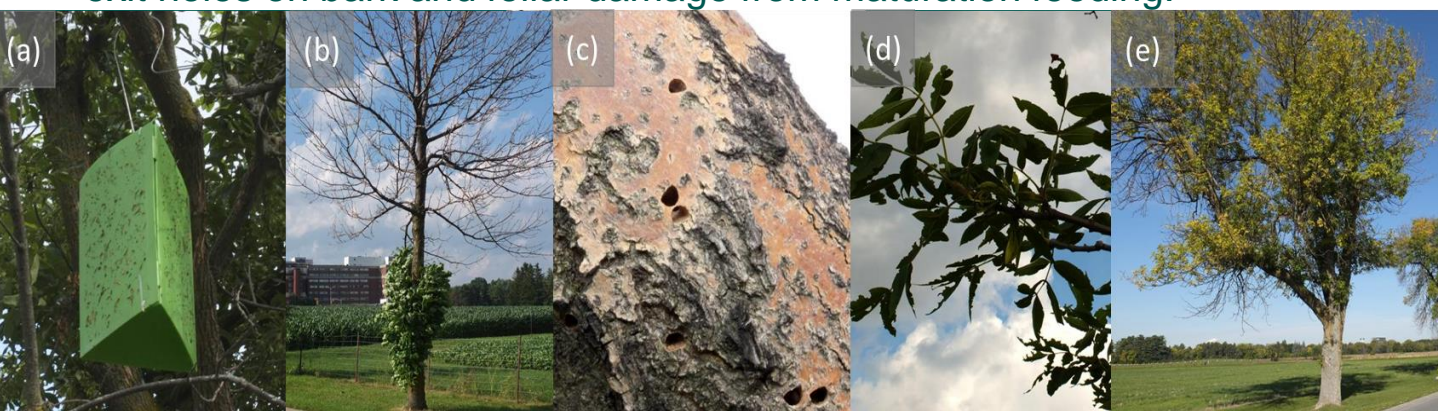 exit holes on bark and foliar damage from maturation feeding.
(a) (b) (c) (d) (e)